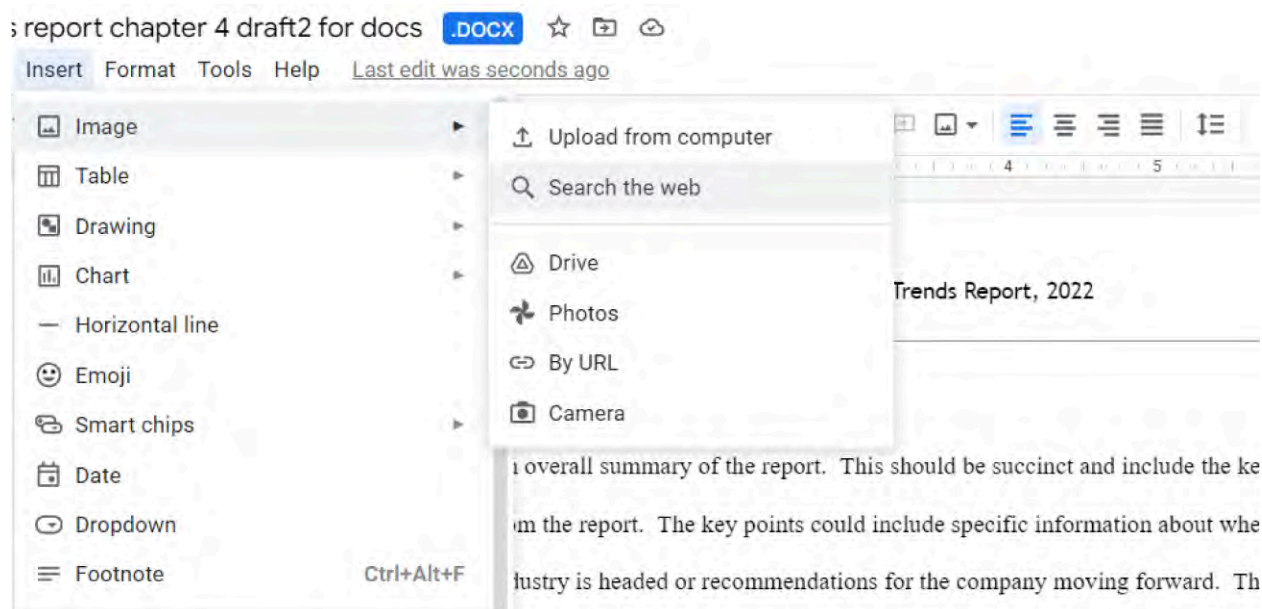 s report chapter 4 draft2 for docs .DOCX
Insert Format Tools Help Last edit was seconds ago
Image
Table
Drawing
Chart
Horizontal line
Emoji
Smart chips
Date
Dropdown
Footnote Ctrl+Alt+F
Upload from computer
Search the web
Drive
Photos
By URL
Camera
4 5
Trends Report, 2022
overall summary of the report. This should be succinct and include the ke
m the report. The key points could include specific information about whe
dustry is headed or recommendations for the company moving forward. Th